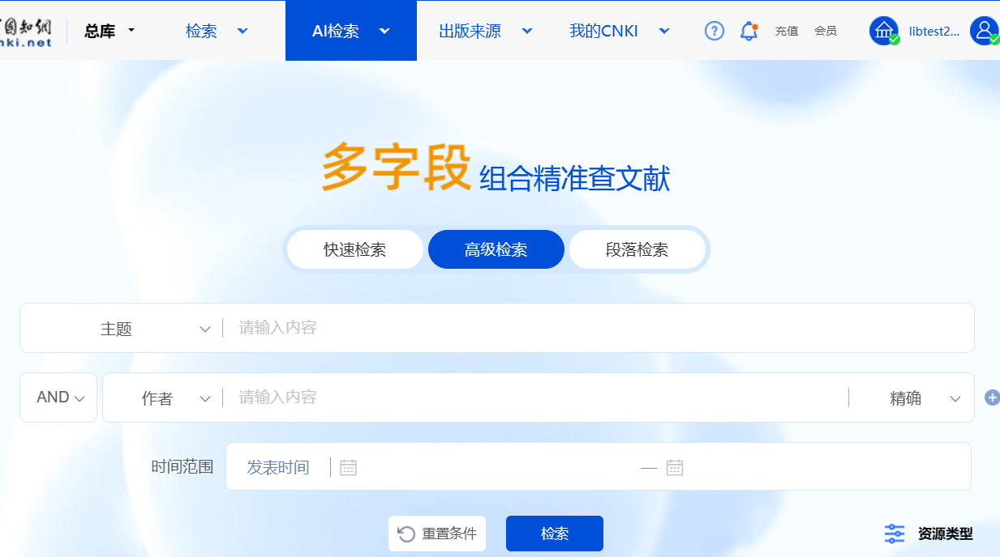 国知网
nki.net
总库 检索 AI检索 出版来源 我的CNKI ? 充值 会员 libtest2...
多字段 组合精准查文献
快速检索 高级检索 段落检索
主题 请输入内容
AND 作者 请输入内容 精确
时间范围 发表时间 —
重置条件 检索 资源类型